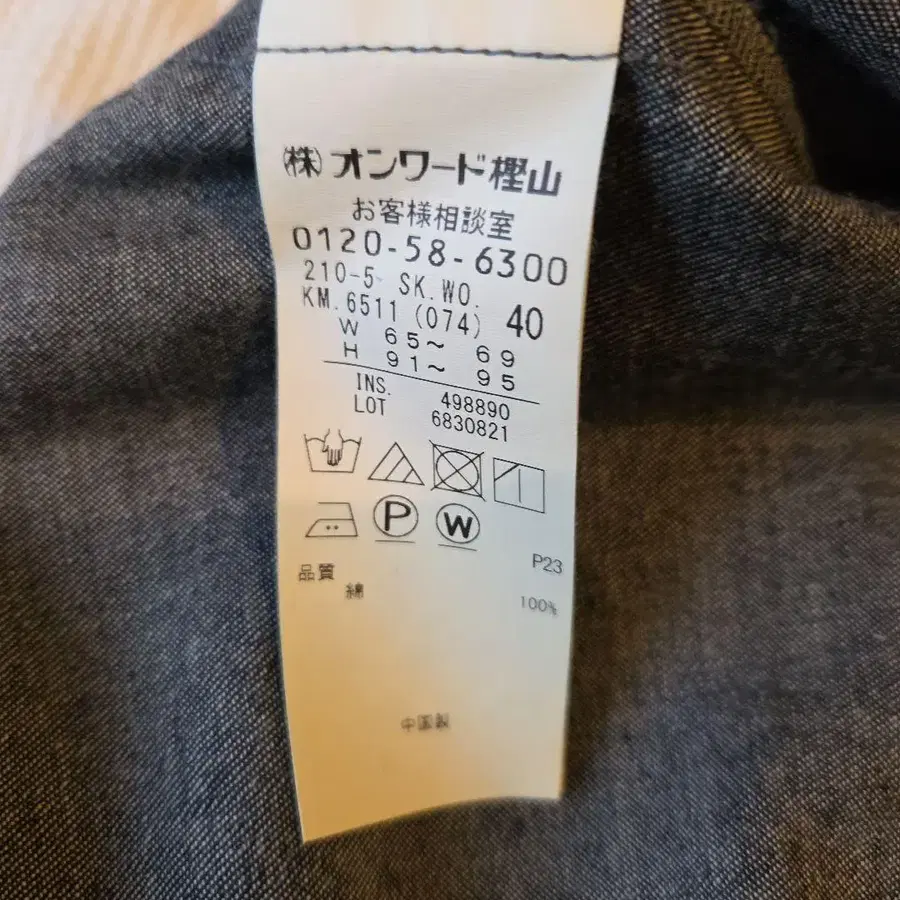 (株)オンワード樫山
お客様相談室
0120-58-6300
210-5 SK.WO.
KM.6511 (074) 40
W 65〜 69
H 91〜 95
INS. 498890
LOT 6830821
P W
P23
品質
綿 100%
中国製